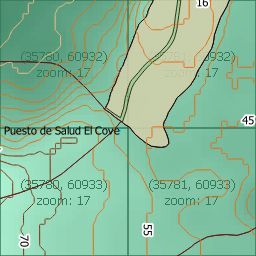 16
(35780, 60932)
zoom: 17
(35781, 60932)
zoom: 17
45
Puesto de Salud El Cove
(35780, 60933)
zoom: 17
(35781, 60933)
zoom: 17
70
55